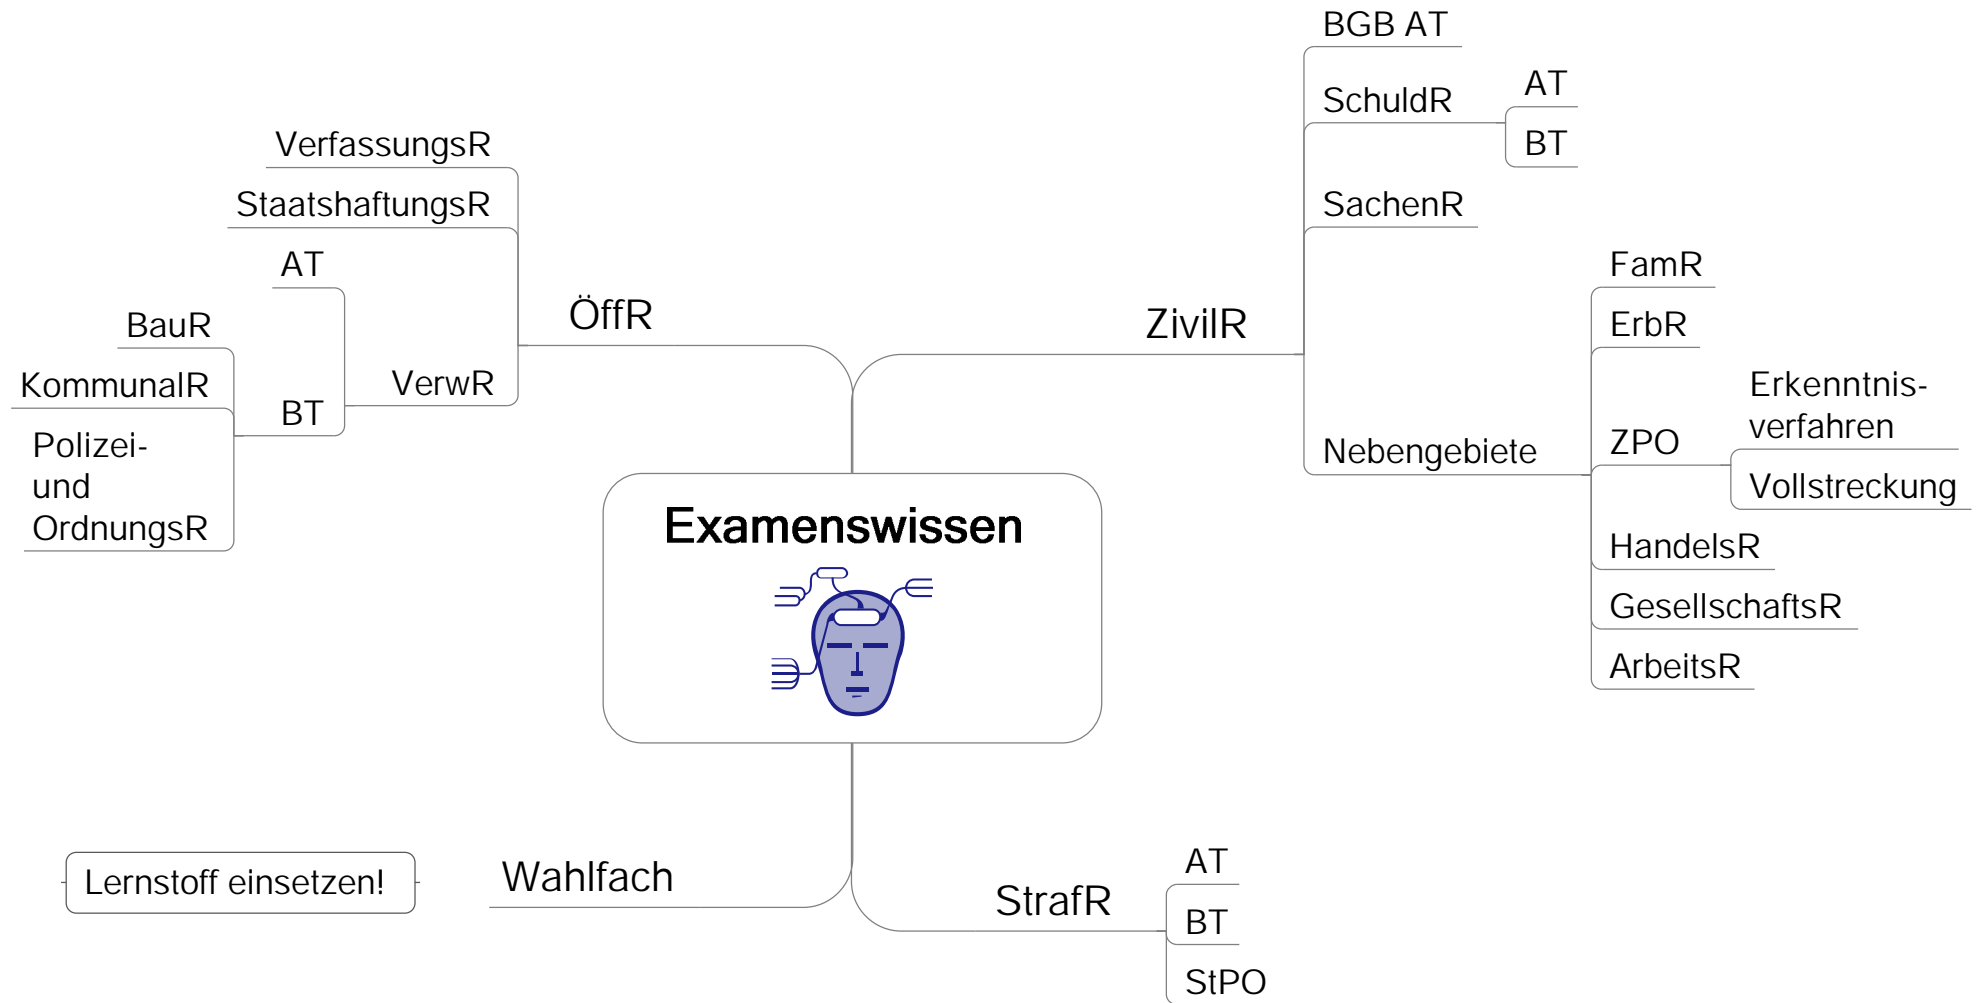 Examenswissen
ÖffR
VerfassungsR
StaatshaftungsR
VerwR
AT
BT
BauR
KommunalR
Polizei-
und
OrdnungsR
ZivilR
BGB AT
SchuldR
AT
BT
SachenR
Nebengebiete
FamR
ErbR
ZPO
Erkenntnis-
verfahren
Vollstreckung
HandelsR
GesellschaftsR
ArbeitsR
Wahlfach
Lernstoff einsetzen!
StrafR
AT
BT
StPO